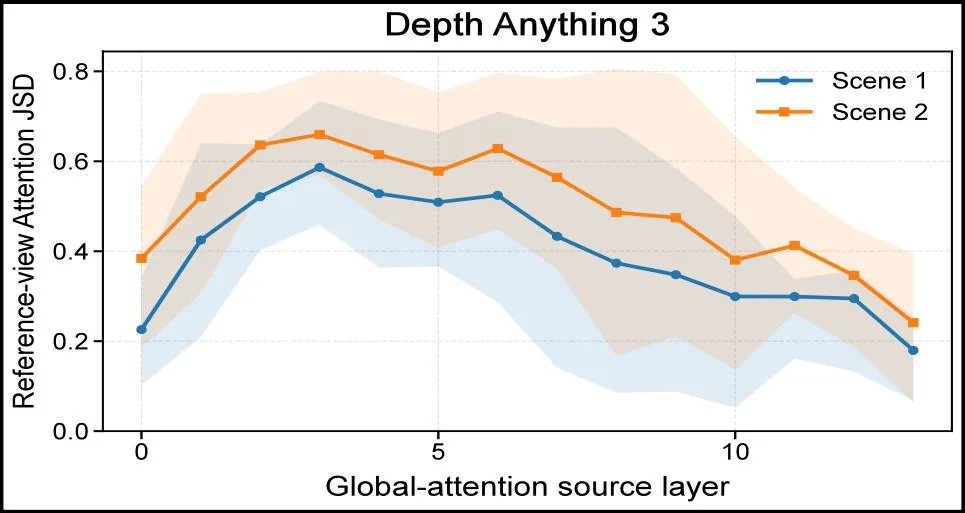 Depth Anything 3
Reference-view Attention JSD
0.8
0.6
0.4
0.2
0.0
Scene 1
Scene 2
0 5 10
Global-attention source layer